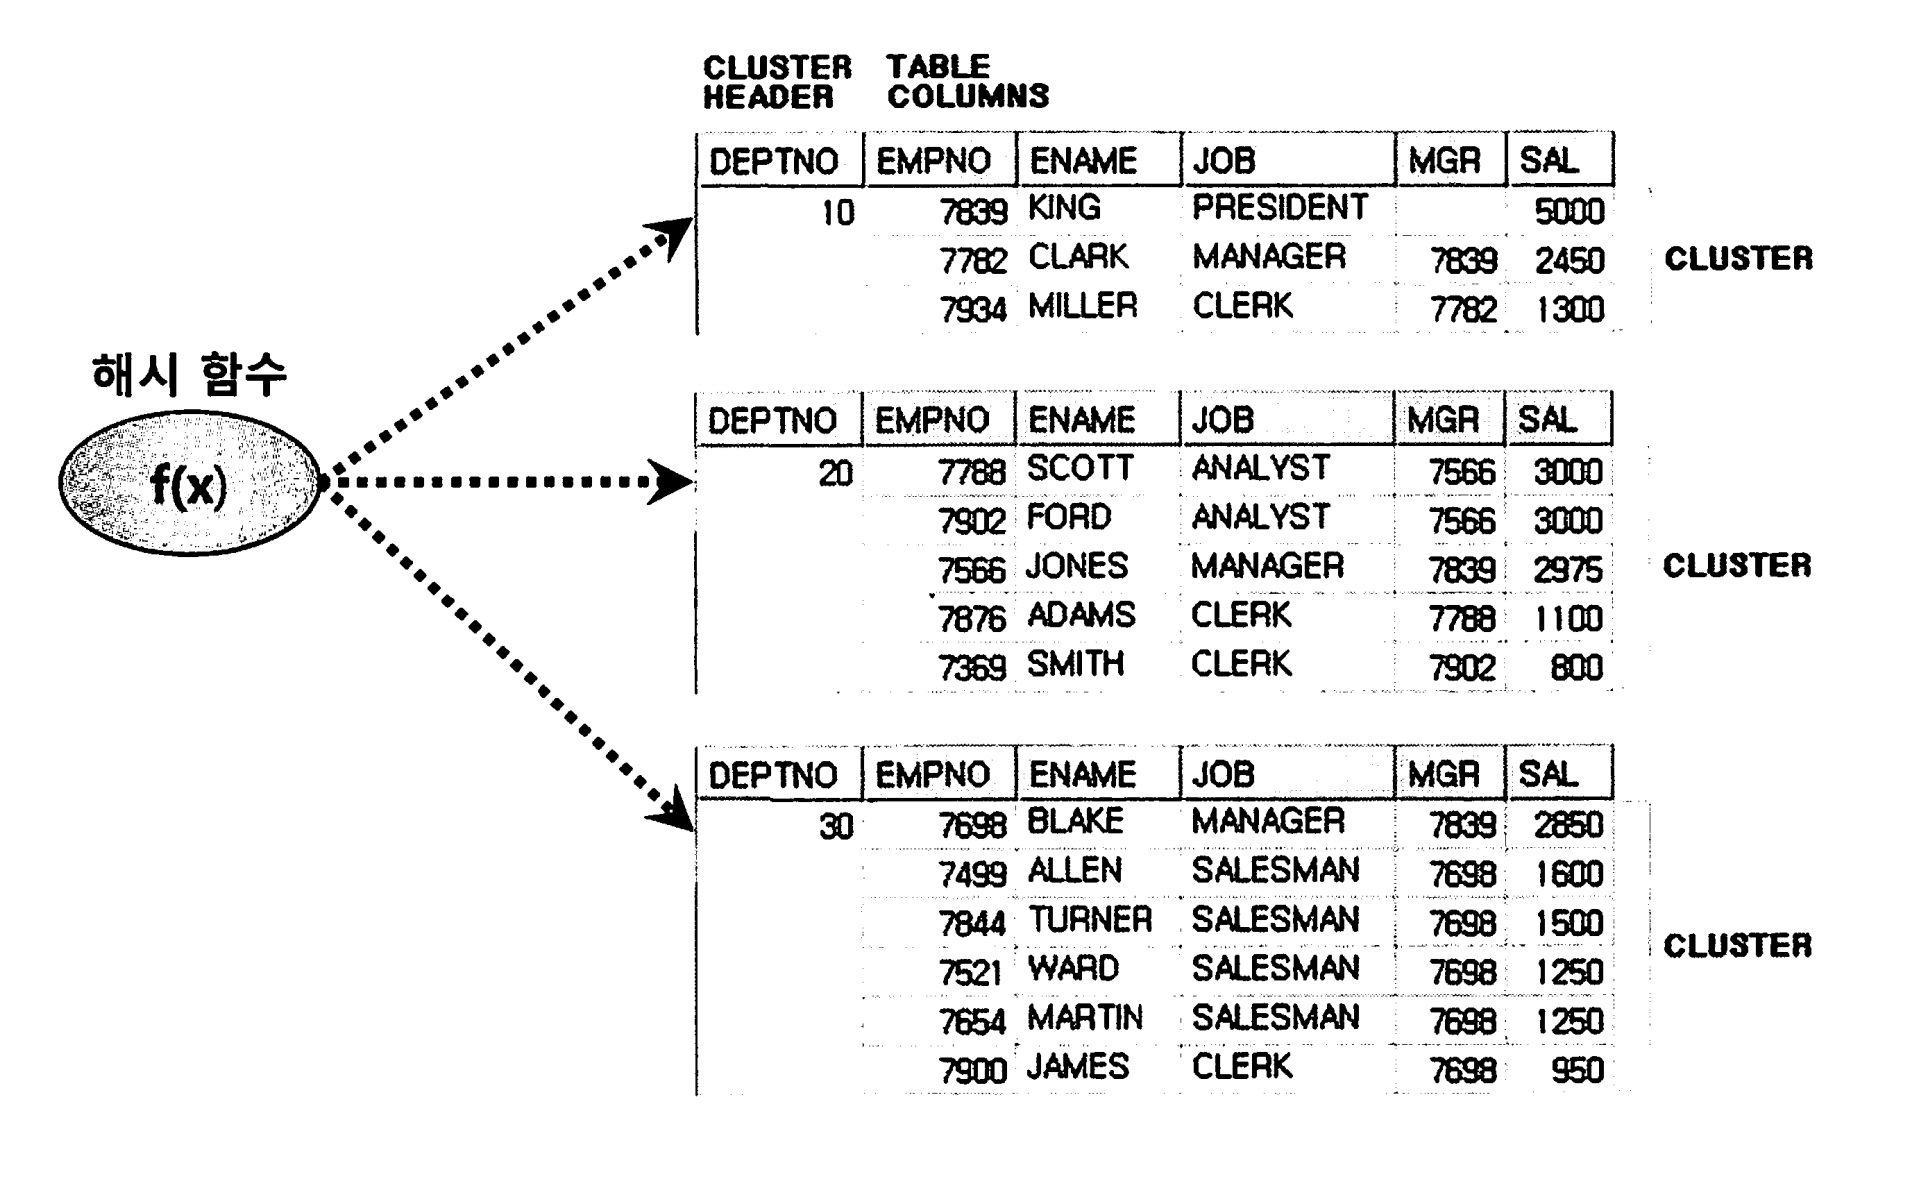 CLUSTER TABLE
HEADER COLUMNS
DEPTNO EMPNO ENAME JOB MGR SAL
10 7839 KING PRESIDENT 5000
7782 CLARK MANAGER 7839 2450
CLUSTER
7934 MILLER CLERK 7782 1300
해시 함수
f(x)
DEPTNO EMPNO ENAME JOB MGR SAL
20 7788 SCOTT ANALYST 7566 3000
7902 FORD ANALYST 7566 3000
7566 JONES MANAGER 7839 2975
CLUSTER
7876 ADAMS CLERK 7788 1100
7369 SMITH CLERK 7902 800
DEPTNO EMPNO ENAME JOB MGR SAL
30 7698 BLAKE MANAGER 7839 2850
7499 ALLEN SALESMAN 7698 1600
7844 TURNER SALESMAN 7698 1500
CLUSTER
7521 WARD SALESMAN 7698 1250
7654 MARTIN SALESMAN 7698 1250
7900 JAMES CLERK 7698 950